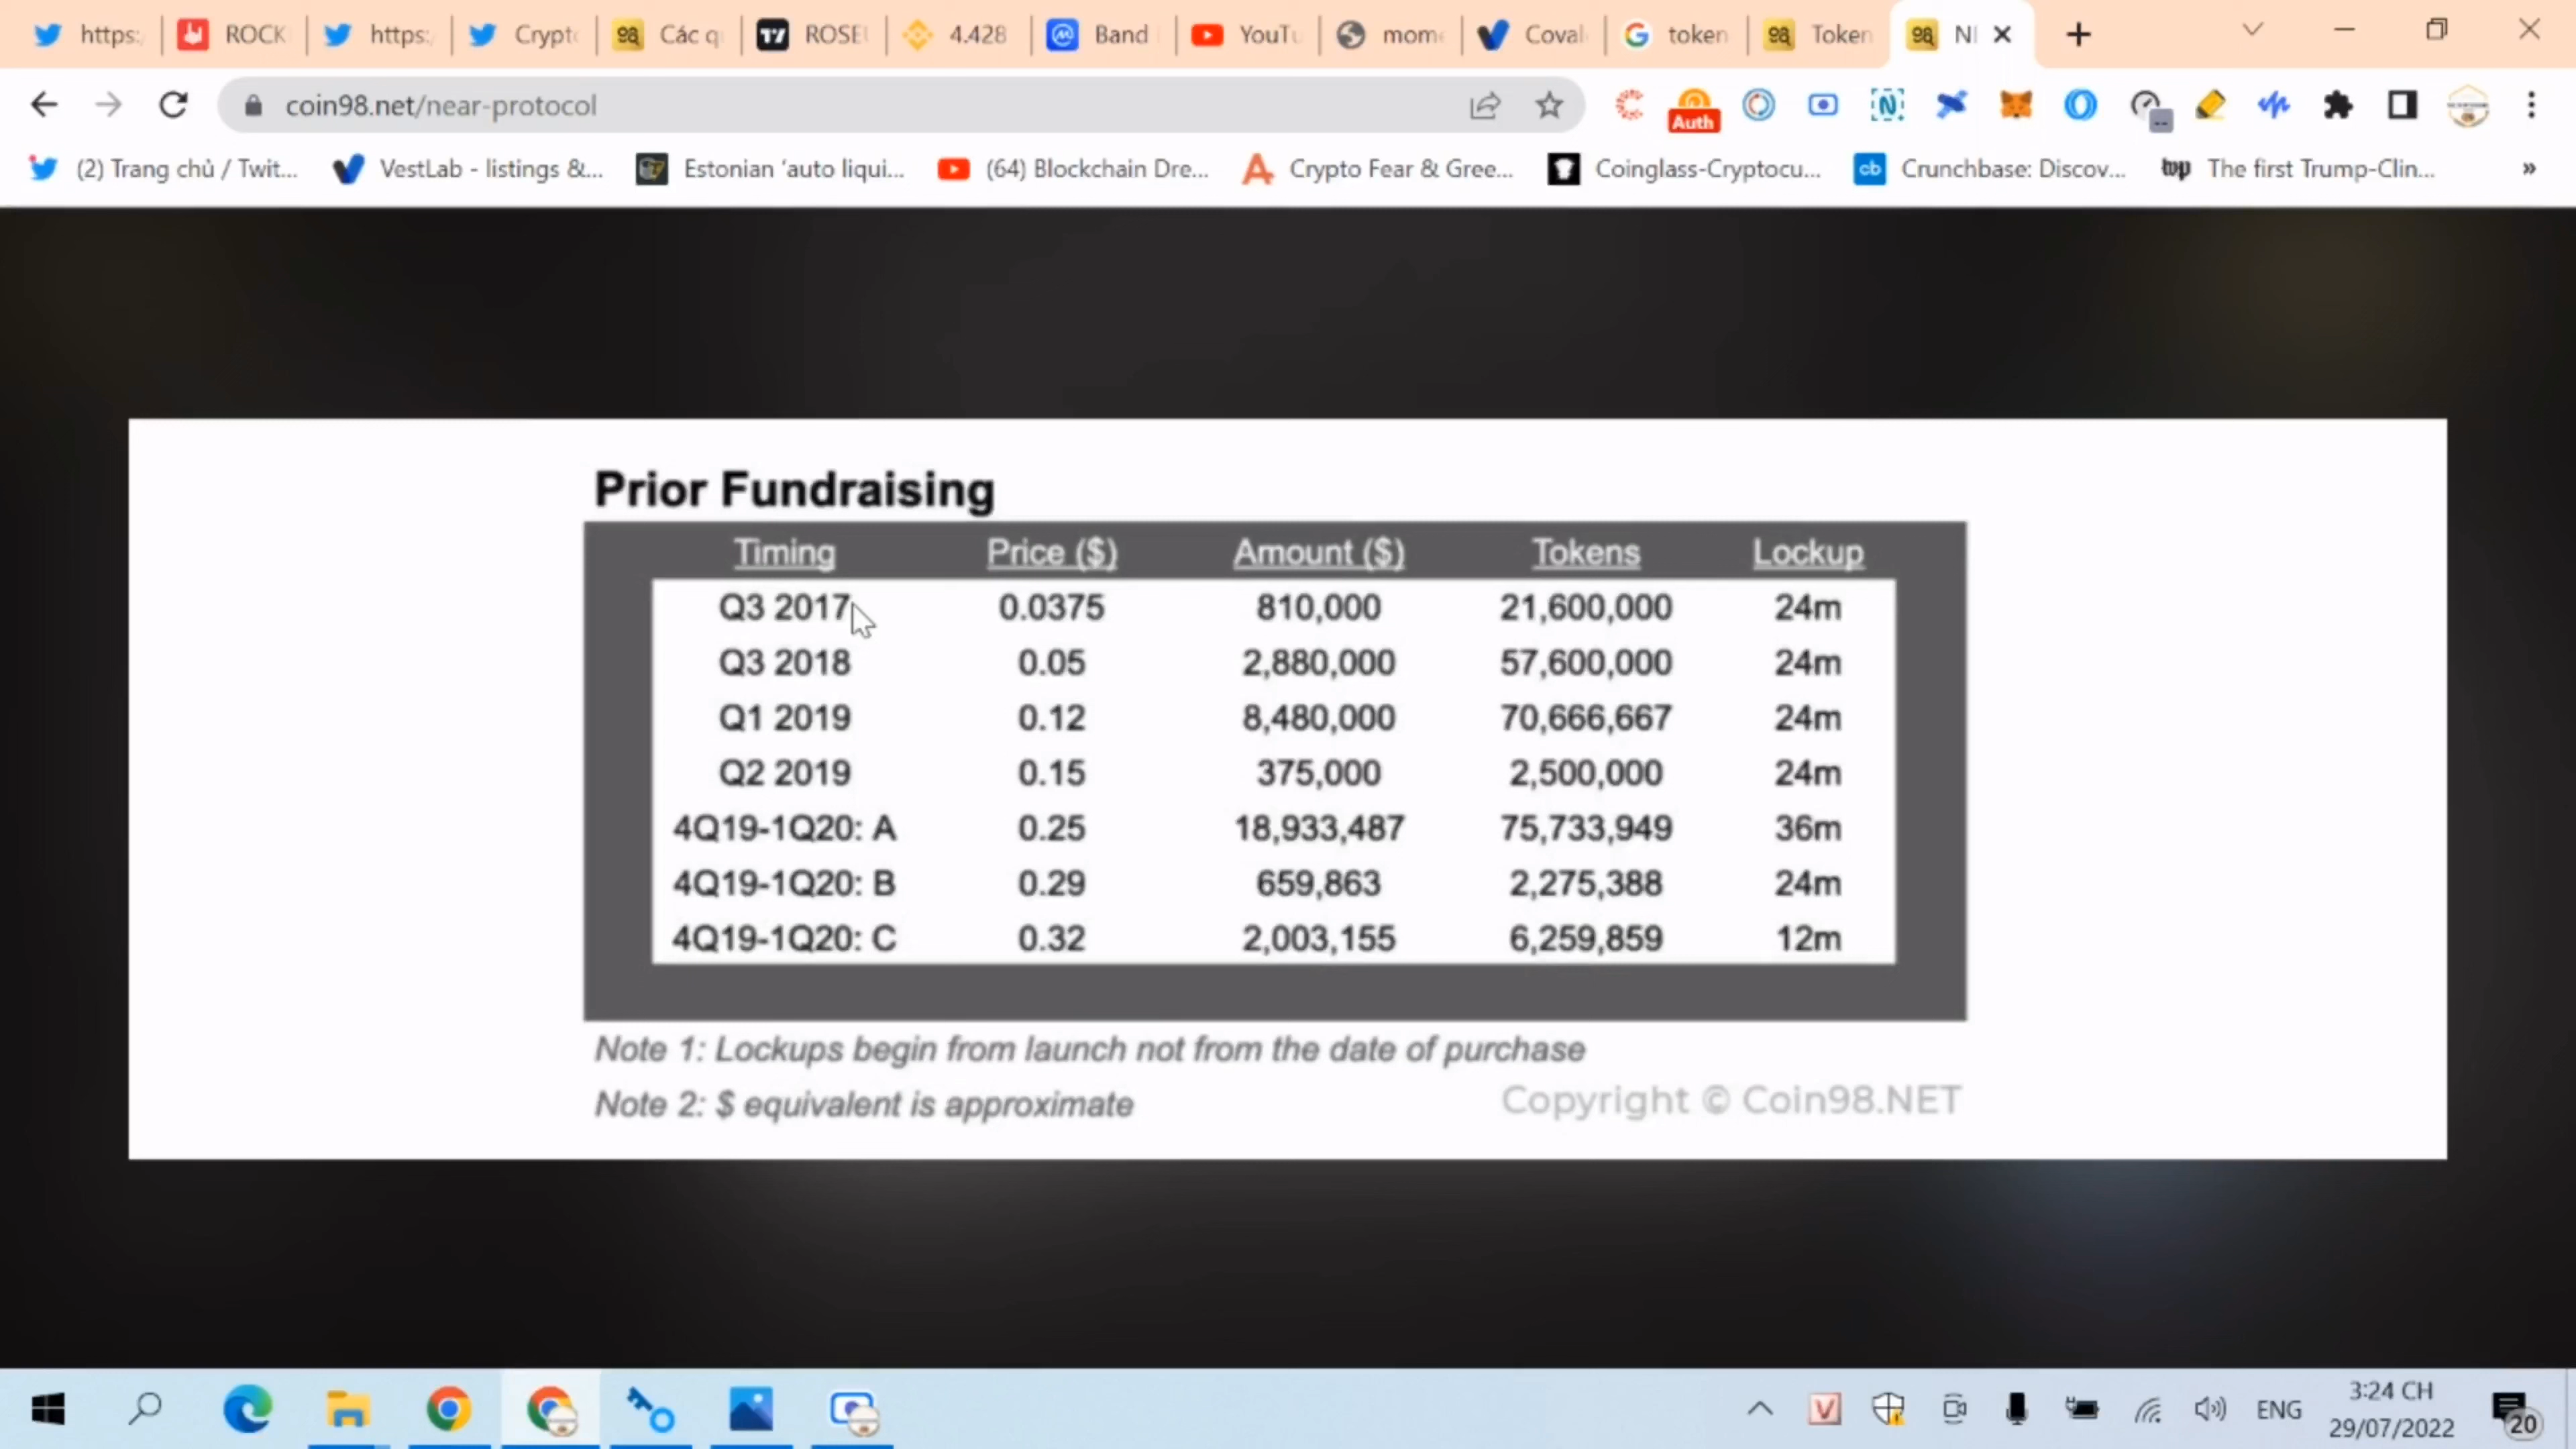 https: ROCK https: Crypto Các q ROSE 4.428 Band YouTu mome Coval token Token NI
coin98.net/near-protocol
Auth
(2) Trang chủ / Twit... VestLab - listings &... Estonian ‘auto liqui... (64) Blockchain Dre... Crypto Fear & Gree... Coinglass-Cryptocu... Crunchbase: Discov... The first Trump-Clin... »
Prior Fundraising
Timing Price ($) Amount ($) Tokens Lockup
Q3 2017 0.0375 810,000 21,600,000 24m
Q3 2018 0.05 2,880,000 57,600,000 24m
Q1 2019 0.12 8,480,000 70,666,667 24m
Q2 2019 0.15 375,000 2,500,000 24m
4Q19-1Q20: A 0.25 18,933,487 75,733,949 36m
4Q19-1Q20: B 0.29 659,863 2,275,388 24m
4Q19-1Q20: C 0.32 2,003,155 6,259,859 12m
Note 1: Lockups begin from launch not from the date of purchase
Note 2: $ equivalent is approximate
Copyright © Coin98.NET
ENG
3:24 CH
29/07/2022
20